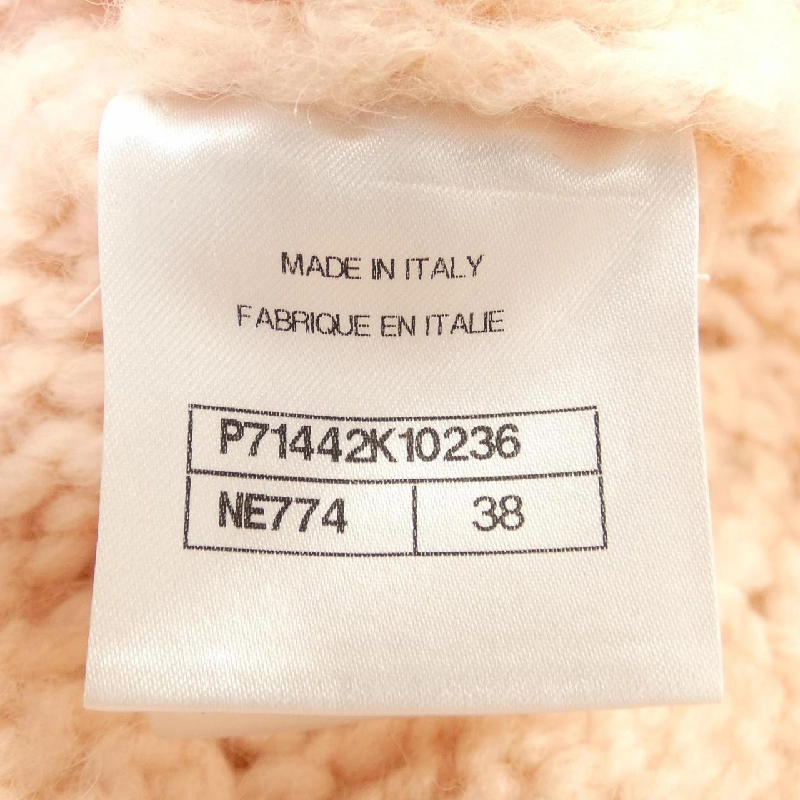 MADE IN ITALY
FABRIQUE EN ITALIE
P71442K10236
NE774 38